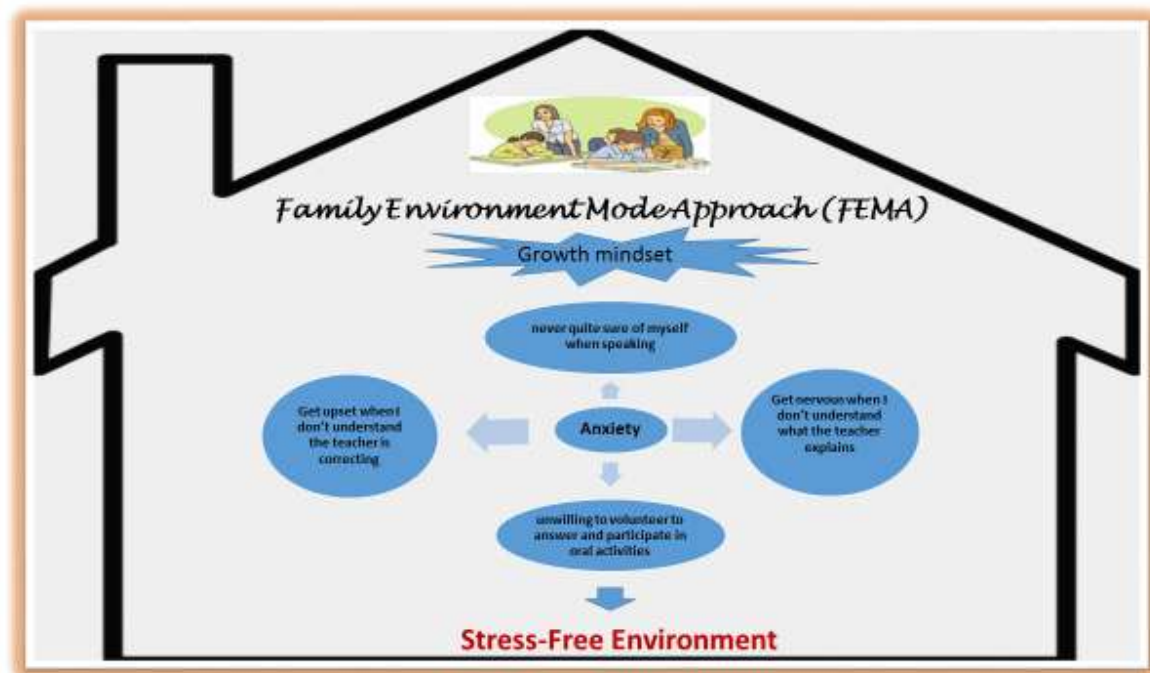 Family Environment Mode Approach (FEMA)
Growth mindset
never quite sure of myself
when speaking
Get upset when I
don't understand
the teacher is
correcting
Anxiety
Get nervous when I
don't understand
what the teacher
explains
unwilling to volunteer to
answer and participate in
oral activities
Stress-Free Environment